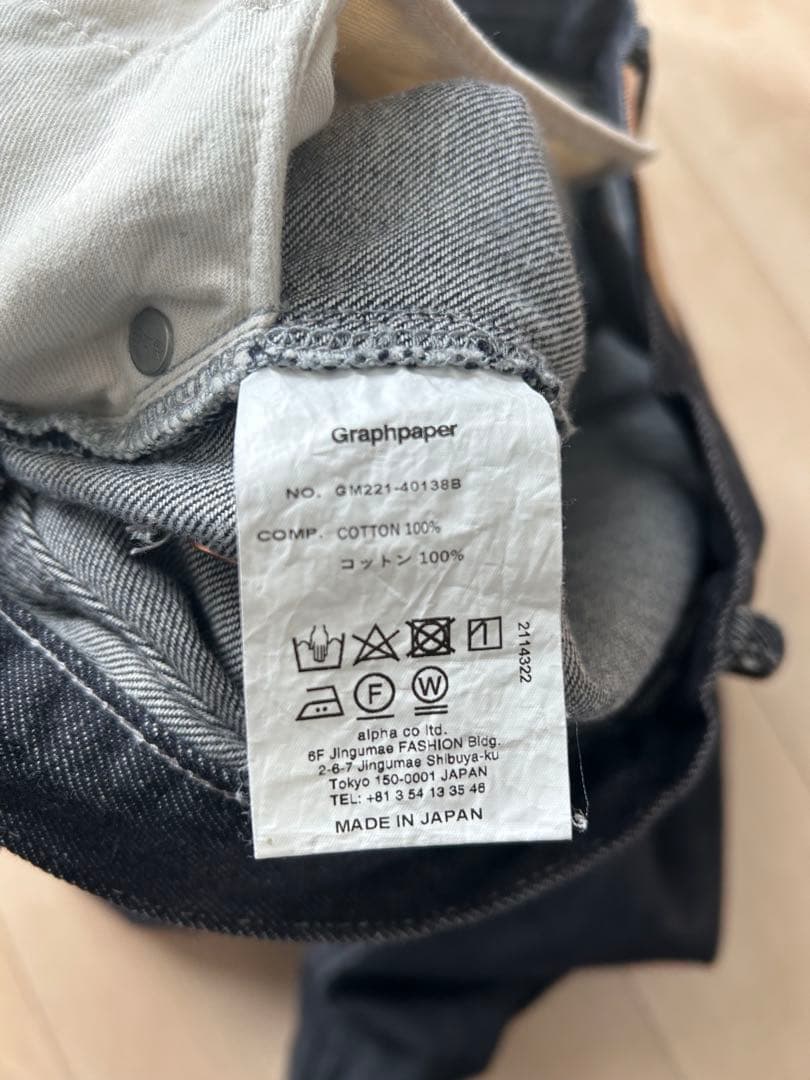 Graphpaper
NO. GM221-40138B
COMP. COTTON 100%
コットン 100%
2114322
F W
alpha co ltd.
6F Jingumae FASHION Bldg.
2-6-7 Jingumae Shibuya-ku
Tokyo 150-0001 JAPAN
TEL: +81 3 54 13 35 46
MADE IN JAPAN